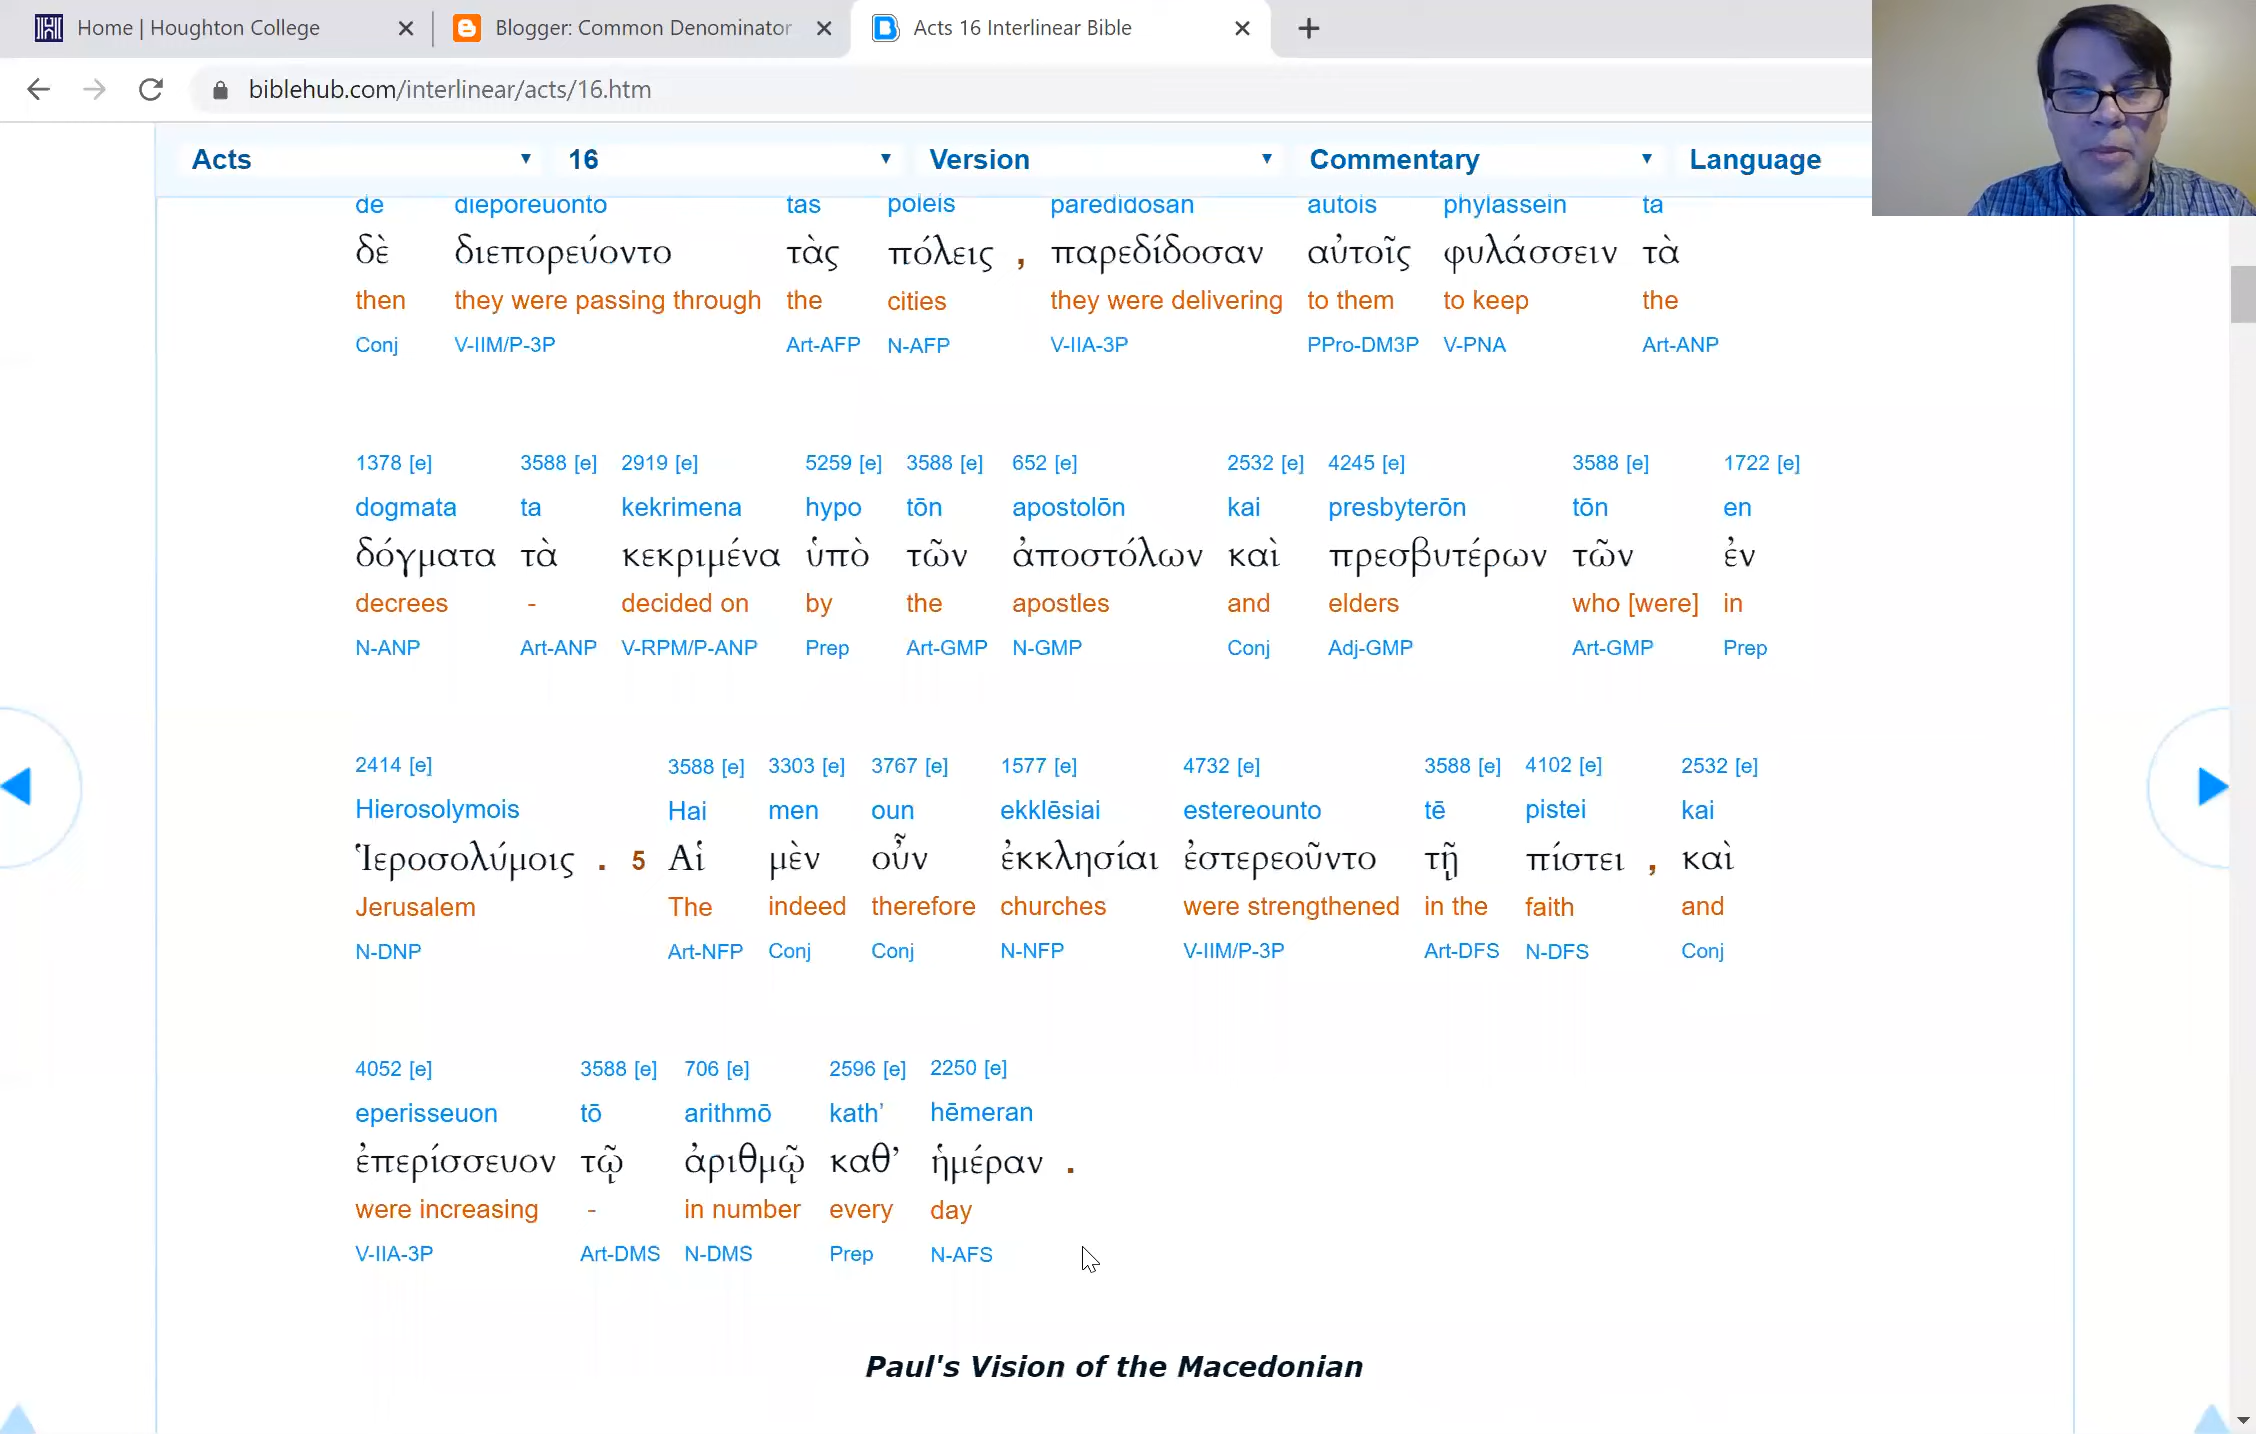 Home | Houghton College
Blogger: Common Denominator
Acts 16 Interlinear Bible
biblehub.com/interlinear/acts/16.htm
Acts 16 Version Commentary Language
de dieporeuonto tas poleis paredidosan autois phylassein ta
δὲ διεπορεύοντο τὰς πόλεις , παρεδίδοσαν αὐτοῖς φυλάσσειν τὰ
then they were passing through the cities they were delivering to them to keep the
Conj V-IIM/P-3P Art-AFP N-AFP V-IIA-3P PPro-DM3P V-PNA Art-ANP
1378 [e] 3588 [e] 2919 [e] 5259 [e] 3588 [e] 652 [e] 2532 [e] 4245 [e] 3588 [e] 1722 [e]
dogmata ta kekrimena hypo tōn apostolōn kai presbyterōn tōn en
δόγματα τὰ κεκριμένα ὑπὸ τῶν ἀποστόλων καὶ πρεσβυτέρων τῶν ἐν
decrees - decided on by the apostles and elders who [were] in
N-ANP Art-ANP V-RPM/P-ANP Prep Art-GMP N-GMP Conj Adj-GMP Art-GMP Prep
2414 [e] 3588 [e] 3303 [e] 3767 [e] 1577 [e] 4732 [e] 3588 [e] 4102 [e] 2532 [e]
Hierosolymois Hai men oun ekklēsiai estereounto tē pistei kai
Ἱεροσολύμοις . 5 Αἱ μὲν οὖν ἐκκλησίαι ἐστερεοῦντο τῇ πίστει , καὶ
Jerusalem The indeed therefore churches were strengthened in the faith and
N-DNP Art-NFP Conj Conj N-NFP V-IIM/P-3P Art-DFS N-DFS Conj
4052 [e] 3588 [e] 706 [e] 2596 [e] 2250 [e]
eperisseuon tō arithmō kath’ hēmeran
ἐπερίσσευον τῷ ἀριθμῷ καθ’ ἡμέραν .
were increasing - in number every day
V-IIA-3P Art-DMS N-DMS Prep N-AFS
Paul's Vision of the Macedonian